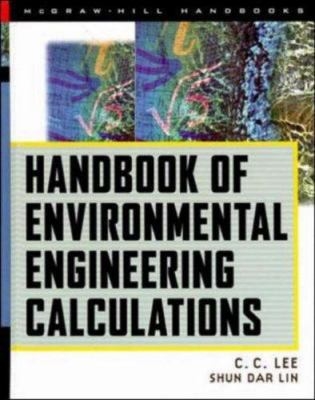 McGRAW-HILL HANDBOOKS
HANDBOOK OF
ENVIRONMENTAL
ENGINEERING
CALCULATIONS
C. C. LEE
SHUN DAR LIN